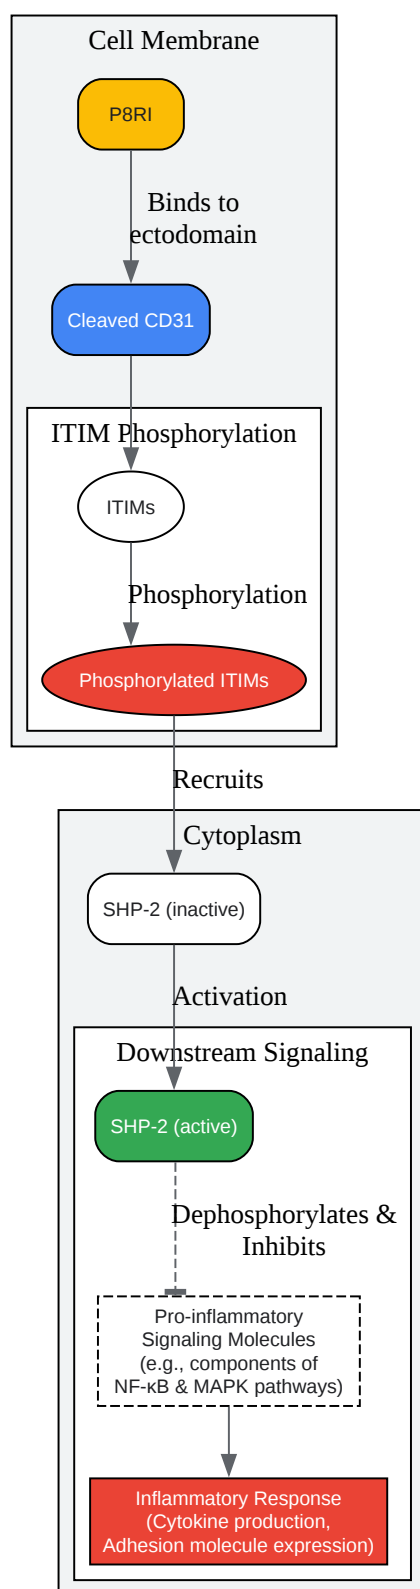 Cell Membrane
P8RI
Binds to
ectodomain
Cleaved CD31
ITIM Phosphorylation
ITIMs
Phosphorylation
Phosphorylated ITIMs
Recruits
Cytoplasm
SHP-2 (inactive)
Activation
Downstream Signaling
SHP-2 (active)
Dephosphorylates &
Inhibits
Pro-inflammatory
Signaling Molecules
(e.g., components of
NF-κB & MAPK pathways)
Inflammatory Response
(Cytokine production,
Adhesion molecule expression)